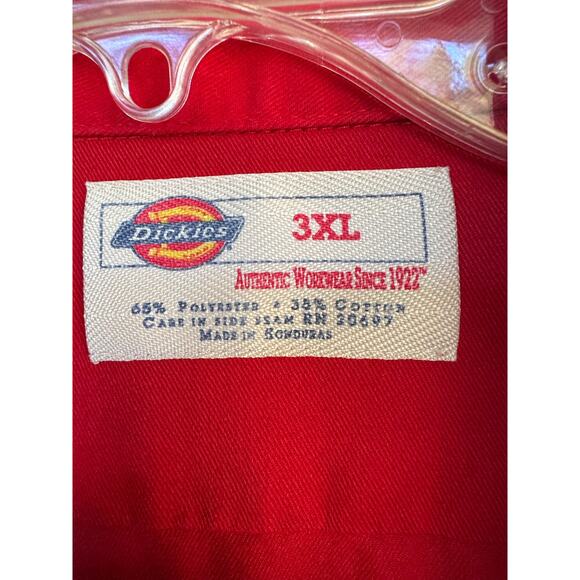 Dickies
3XL
Authentic Workwear Since 1922™
65% Polyester • 35% Cotton
Care in side seam RN 20697
Made in Honduras